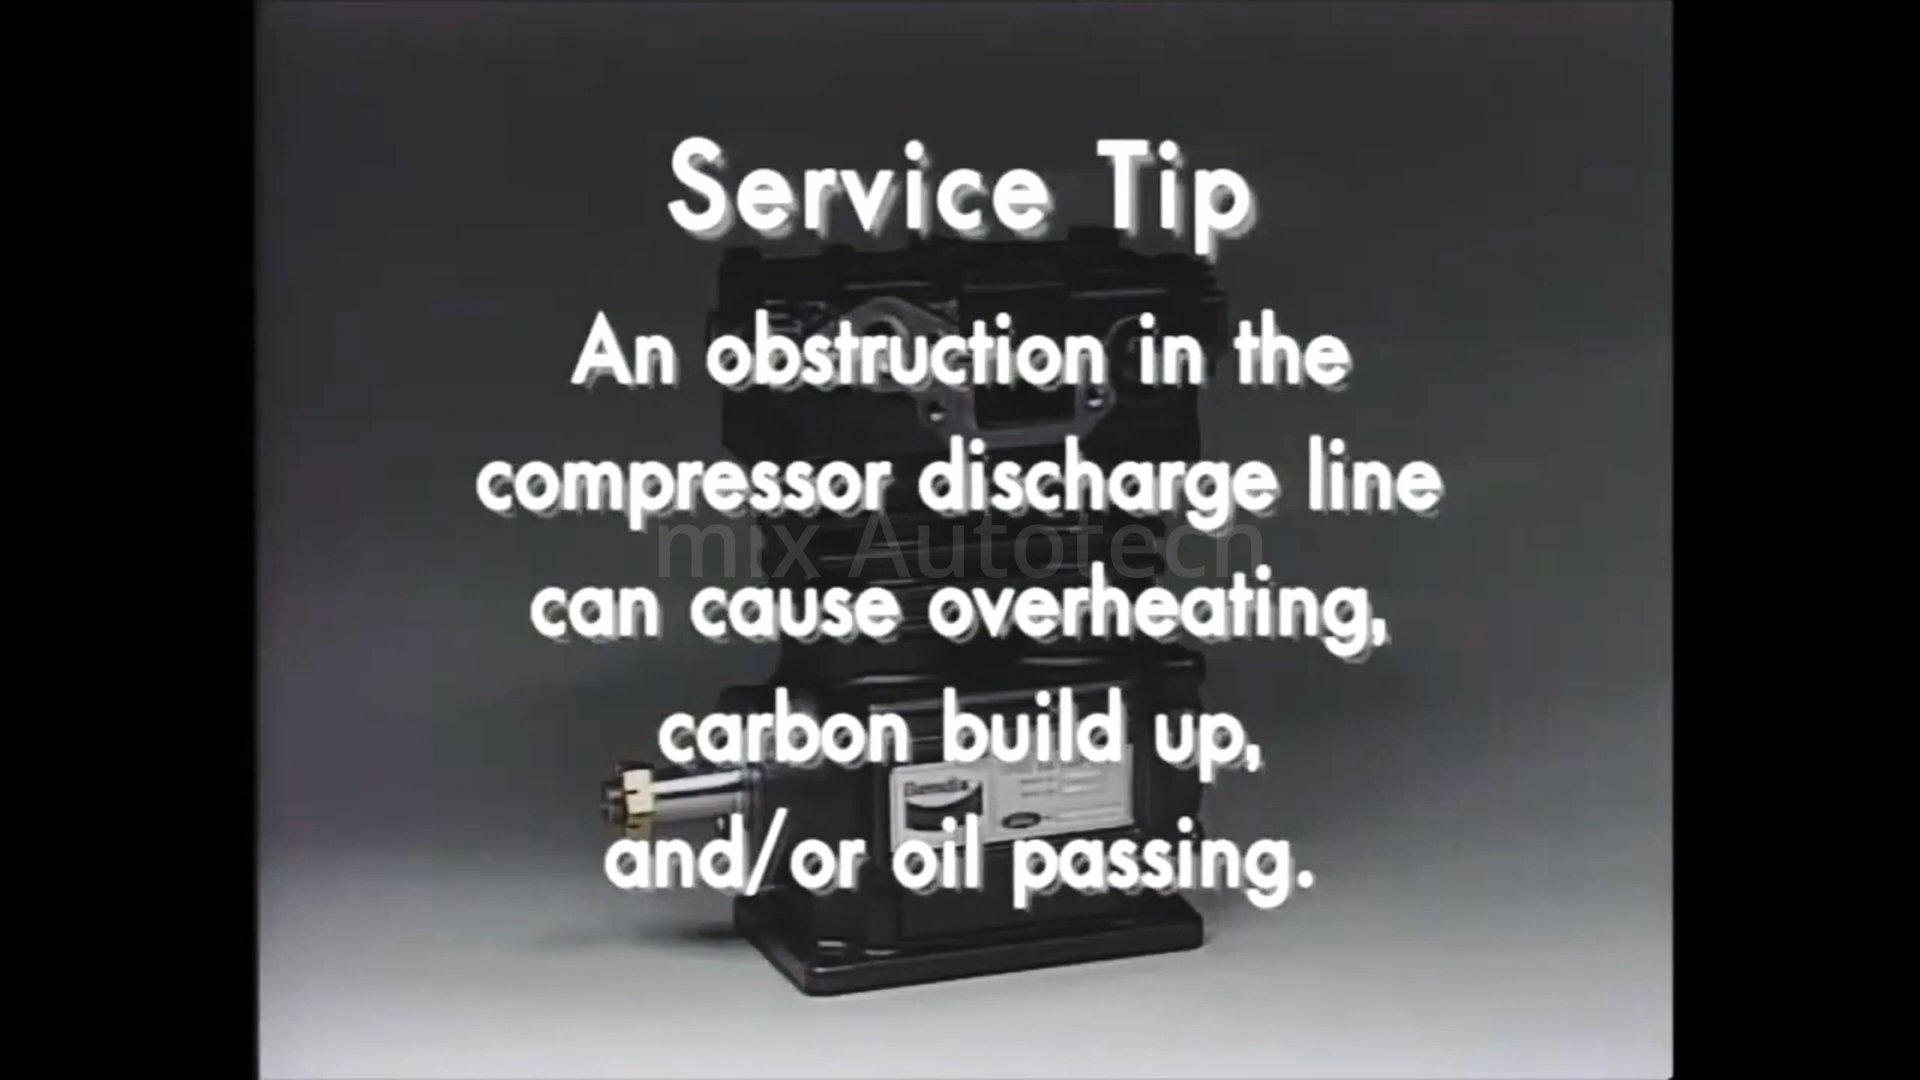 Service Tip
An obstruction in the
compressor discharge line
mix Autotech
can cause overheating,
carbon build up,
Bendix
and/or oil passing.